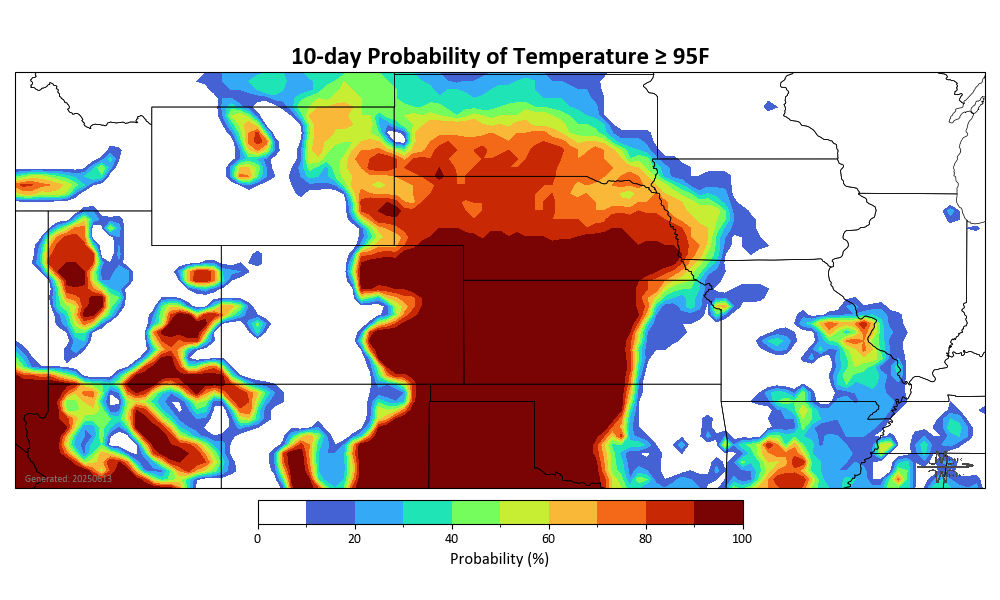 10-day Probability of Temperature ≥ 95F
Generated: 20250813
0 20 40 60 80 100
Probability (%)